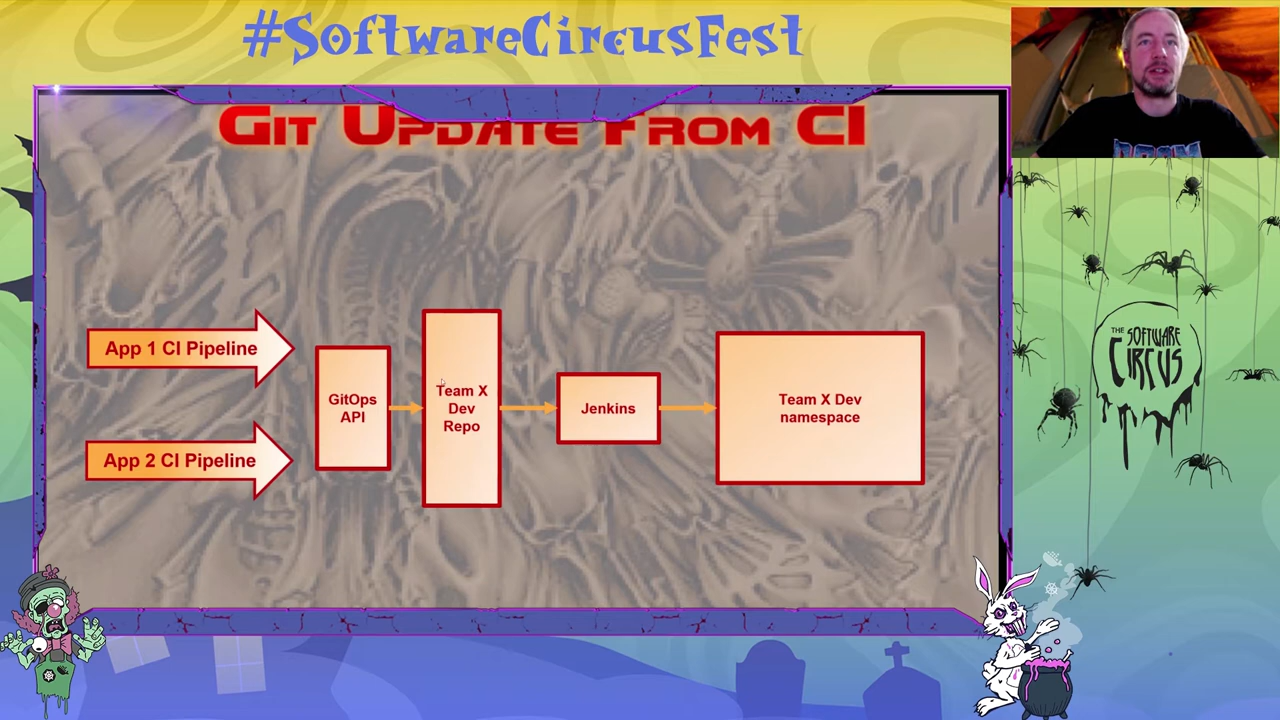 #SoftwareCircusFest
Git Update From CI
App 1 CI Pipeline
App 2 CI Pipeline
GitOps
API
Team X
Dev
Repo
Jenkins
Team X Dev
namespace
DOOM
THE SOFTWARE
CIRCUS